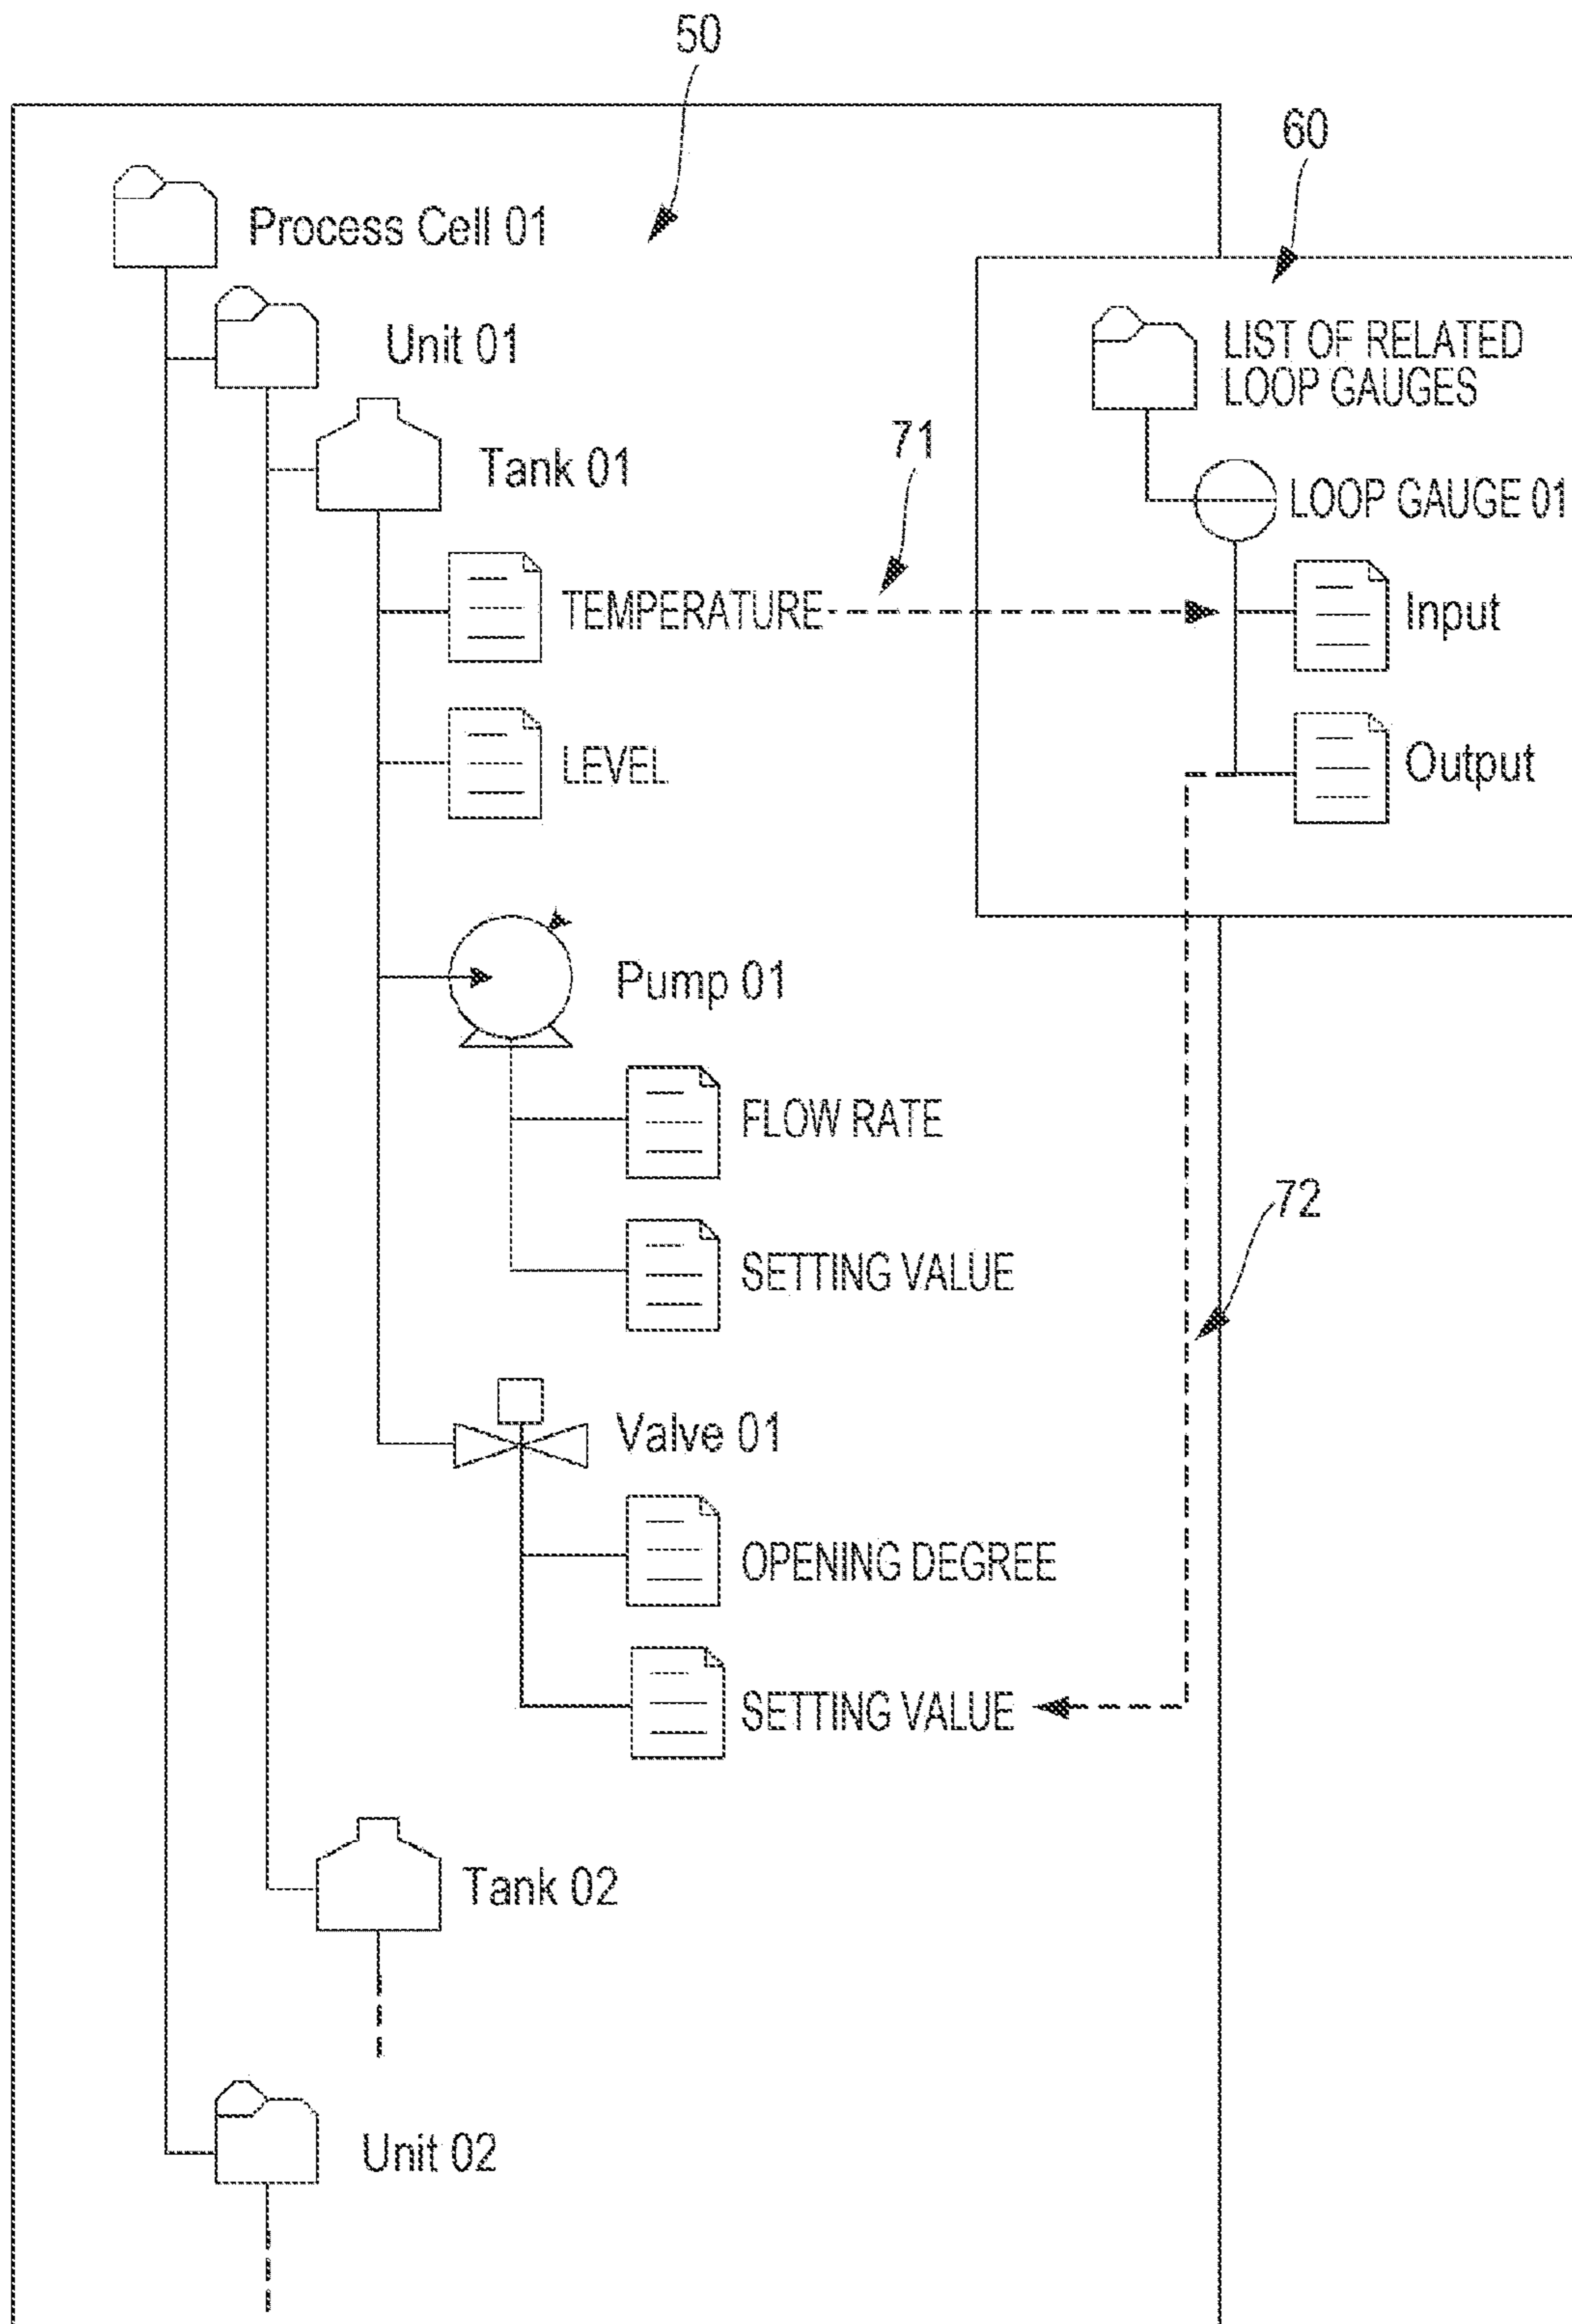 50
60
Process Cell 01
Unit 01
LIST OF RELATED
LOOP GAUGES
71
Tank 01
LOOP GAUGE 01
TEMPERATURE
Input
LEVEL
Output
Pump 01
FLOW RATE
72
SETTING VALUE
Valve 01
OPENING DEGREE
SETTING VALUE
Tank 02
Unit 02